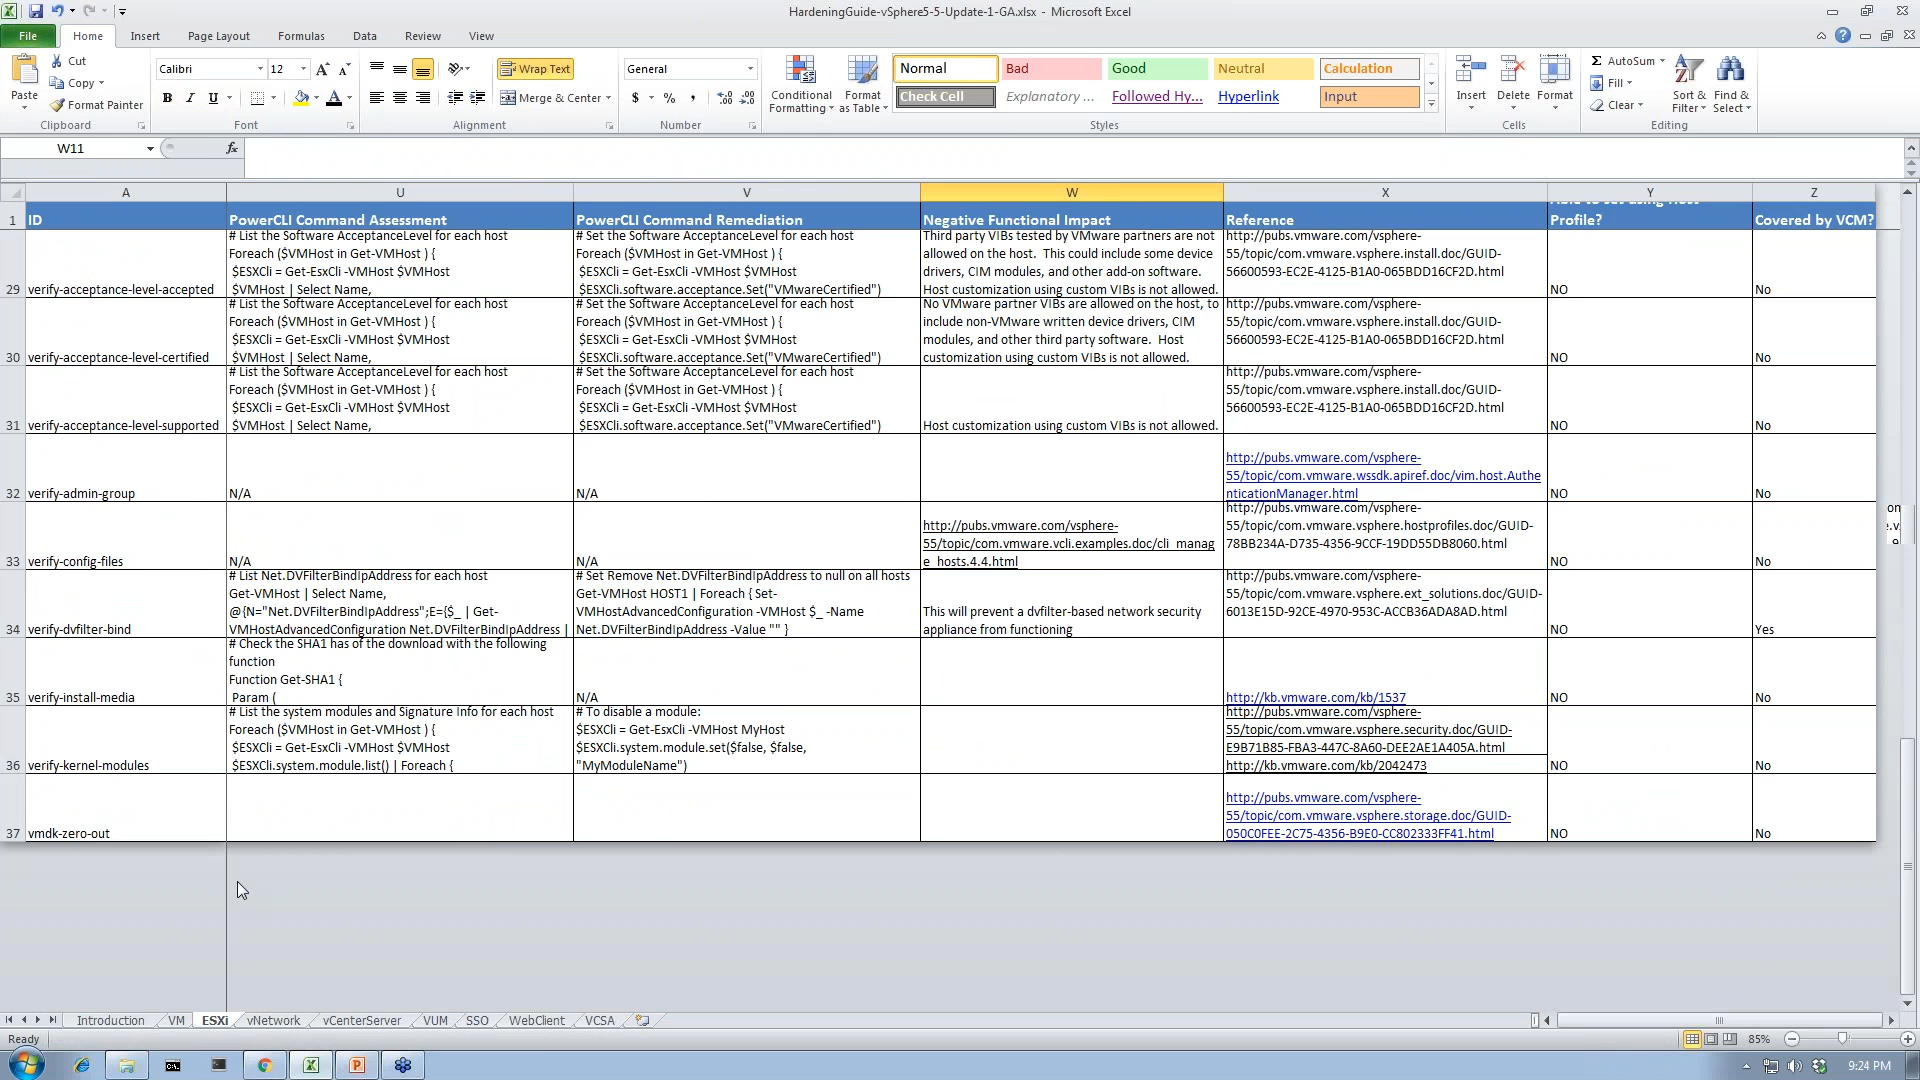 HardeningGuide-vSphere5-5-Update-1-GA.xlsx - Microsoft Excel
File Home Insert Page Layout Formulas Data Review View
Paste
Cut
Copy
Format Painter
Clipboard
Calibri 12
B I U
Font
Wrap Text
Merge & Center
Alignment
General
$ % ,
Number
Conditional Formatting
Format as Table
Normal Bad Good Neutral Calculation
Check Cell Explanatory ... Followed Hy... Hyperlink Input
Styles
Insert Delete Format
Cells
AutoSum
Fill
Clear
Sort & Filter
Find & Select
Editing
W11 fx
A U V W X Y Z
1 ID PowerCLI Command Assessment PowerCLI Command Remediation Negative Functional Impact Reference Profile? Covered by VCM?
29 verify-acceptance-level-accepted
# List the Software AcceptanceLevel for each host
Foreach ($VMHost in Get-VMHost ) {
$ESXCli = Get-EsxCli -VMHost $VMHost
$VMHost | Select Name,
# Set the Software AcceptanceLevel for each host
Foreach ($VMHost in Get-VMHost ) {
$ESXCli = Get-EsxCli -VMHost $VMHost
$ESXCli.software.acceptance.Set("VMwareCertified")
Third party VIBs tested by VMware partners are not
allowed on the host. This could include some device
drivers, CIM modules, and other add-on software.
Host customization using custom VIBs is not allowed.
http://pubs.vmware.com/vsphere-
55/topic/com.vmware.vsphere.install.doc/GUID-
56600593-EC2E-4125-B1A0-065BDD16CF2D.html
NO No
30 verify-acceptance-level-certified
# List the Software AcceptanceLevel for each host
Foreach ($VMHost in Get-VMHost ) {
$ESXCli = Get-EsxCli -VMHost $VMHost
$VMHost | Select Name,
# Set the Software AcceptanceLevel for each host
Foreach ($VMHost in Get-VMHost ) {
$ESXCli = Get-EsxCli -VMHost $VMHost
$ESXCli.software.acceptance.Set("VMwareCertified")
No VMware partner VIBs are allowed on the host, to
include non-VMware written device drivers, CIM
modules, and other third party software. Host
customization using custom VIBs is not allowed.
http://pubs.vmware.com/vsphere-
55/topic/com.vmware.vsphere.install.doc/GUID-
56600593-EC2E-4125-B1A0-065BDD16CF2D.html
NO No
31 verify-acceptance-level-supported
# List the Software AcceptanceLevel for each host
Foreach ($VMHost in Get-VMHost ) {
$ESXCli = Get-EsxCli -VMHost $VMHost
$VMHost | Select Name,
# Set the Software AcceptanceLevel for each host
Foreach ($VMHost in Get-VMHost ) {
$ESXCli = Get-EsxCli -VMHost $VMHost
$ESXCli.software.acceptance.Set("VMwareCertified")
Host customization using custom VIBs is not allowed.
http://pubs.vmware.com/vsphere-
55/topic/com.vmware.vsphere.install.doc/GUID-
56600593-EC2E-4125-B1A0-065BDD16CF2D.html
NO No
32 verify-admin-group
N/A
N/A
http://pubs.vmware.com/vsphere-
55/topic/com.vmware.wssdk.apiref.doc/vim.host.Authe
nticationManager.html
NO No
33 verify-config-files
N/A
N/A
http://pubs.vmware.com/vsphere-
55/topic/com.vmware.vcli.examples.doc/cli_manag
e_hosts.4.4.html
http://pubs.vmware.com/vsphere-
55/topic/com.vmware.vsphere.hostprofiles.doc/GUID-
78BB234A-D735-4356-9CCF-19DD55DB8060.html
NO No
34 verify-dvfilter-bind
# List Net.DVFilterBindIpAddress for each host
Get-VMHost | Select Name,
@{N="Net.DVFilterBindIpAddress";E={$_ | Get-
VMHostAdvancedConfiguration Net.DVFilterBindIpAddress |
# Set Remove Net.DVFilterBindIpAddress to null on all hosts
Get-VMHost HOST1 | Foreach { Set-
VMHostAdvancedConfiguration -VMHost $_ -Name
Net.DVFilterBindIpAddress -Value "" }
This will prevent a dvfilter-based network security
appliance from functioning
http://pubs.vmware.com/vsphere-
55/topic/com.vmware.vsphere.ext_solutions.doc/GUID-
6013E15D-92CE-4970-953C-ACCB36ADA8AD.html
NO Yes
35 verify-install-media
# Check the SHA1 has of the download with the following
function
Function Get-SHA1 {
Param (
N/A
http://kb.vmware.com/kb/1537
NO No
36 verify-kernel-modules
# List the system modules and Signature Info for each host
Foreach ($VMHost in Get-VMHost ) {
$ESXCli = Get-EsxCli -VMHost $VMHost
$ESXCli.system.module.list() | Foreach {
# To disable a module:
$ESXCli = Get-EsxCli -VMHost MyHost
$ESXCli.system.module.set($false, $false,
"MyModuleName")
http://pubs.vmware.com/vsphere-
55/topic/com.vmware.vsphere.security.doc/GUID-
E9B71B85-FBA3-447C-8A60-DEE2AE1A405A.html
http://kb.vmware.com/kb/2042473
NO No
37 vmdk-zero-out
http://pubs.vmware.com/vsphere-
55/topic/com.vmware.vsphere.storage.doc/GUID-
050C0FEE-2C75-4356-B9E0-CC802333FF41.html
NO No
Introduction VM ESXi vNetwork vCenterServer VUM SSO WebClient VCSA
Ready 85%
9:24 PM